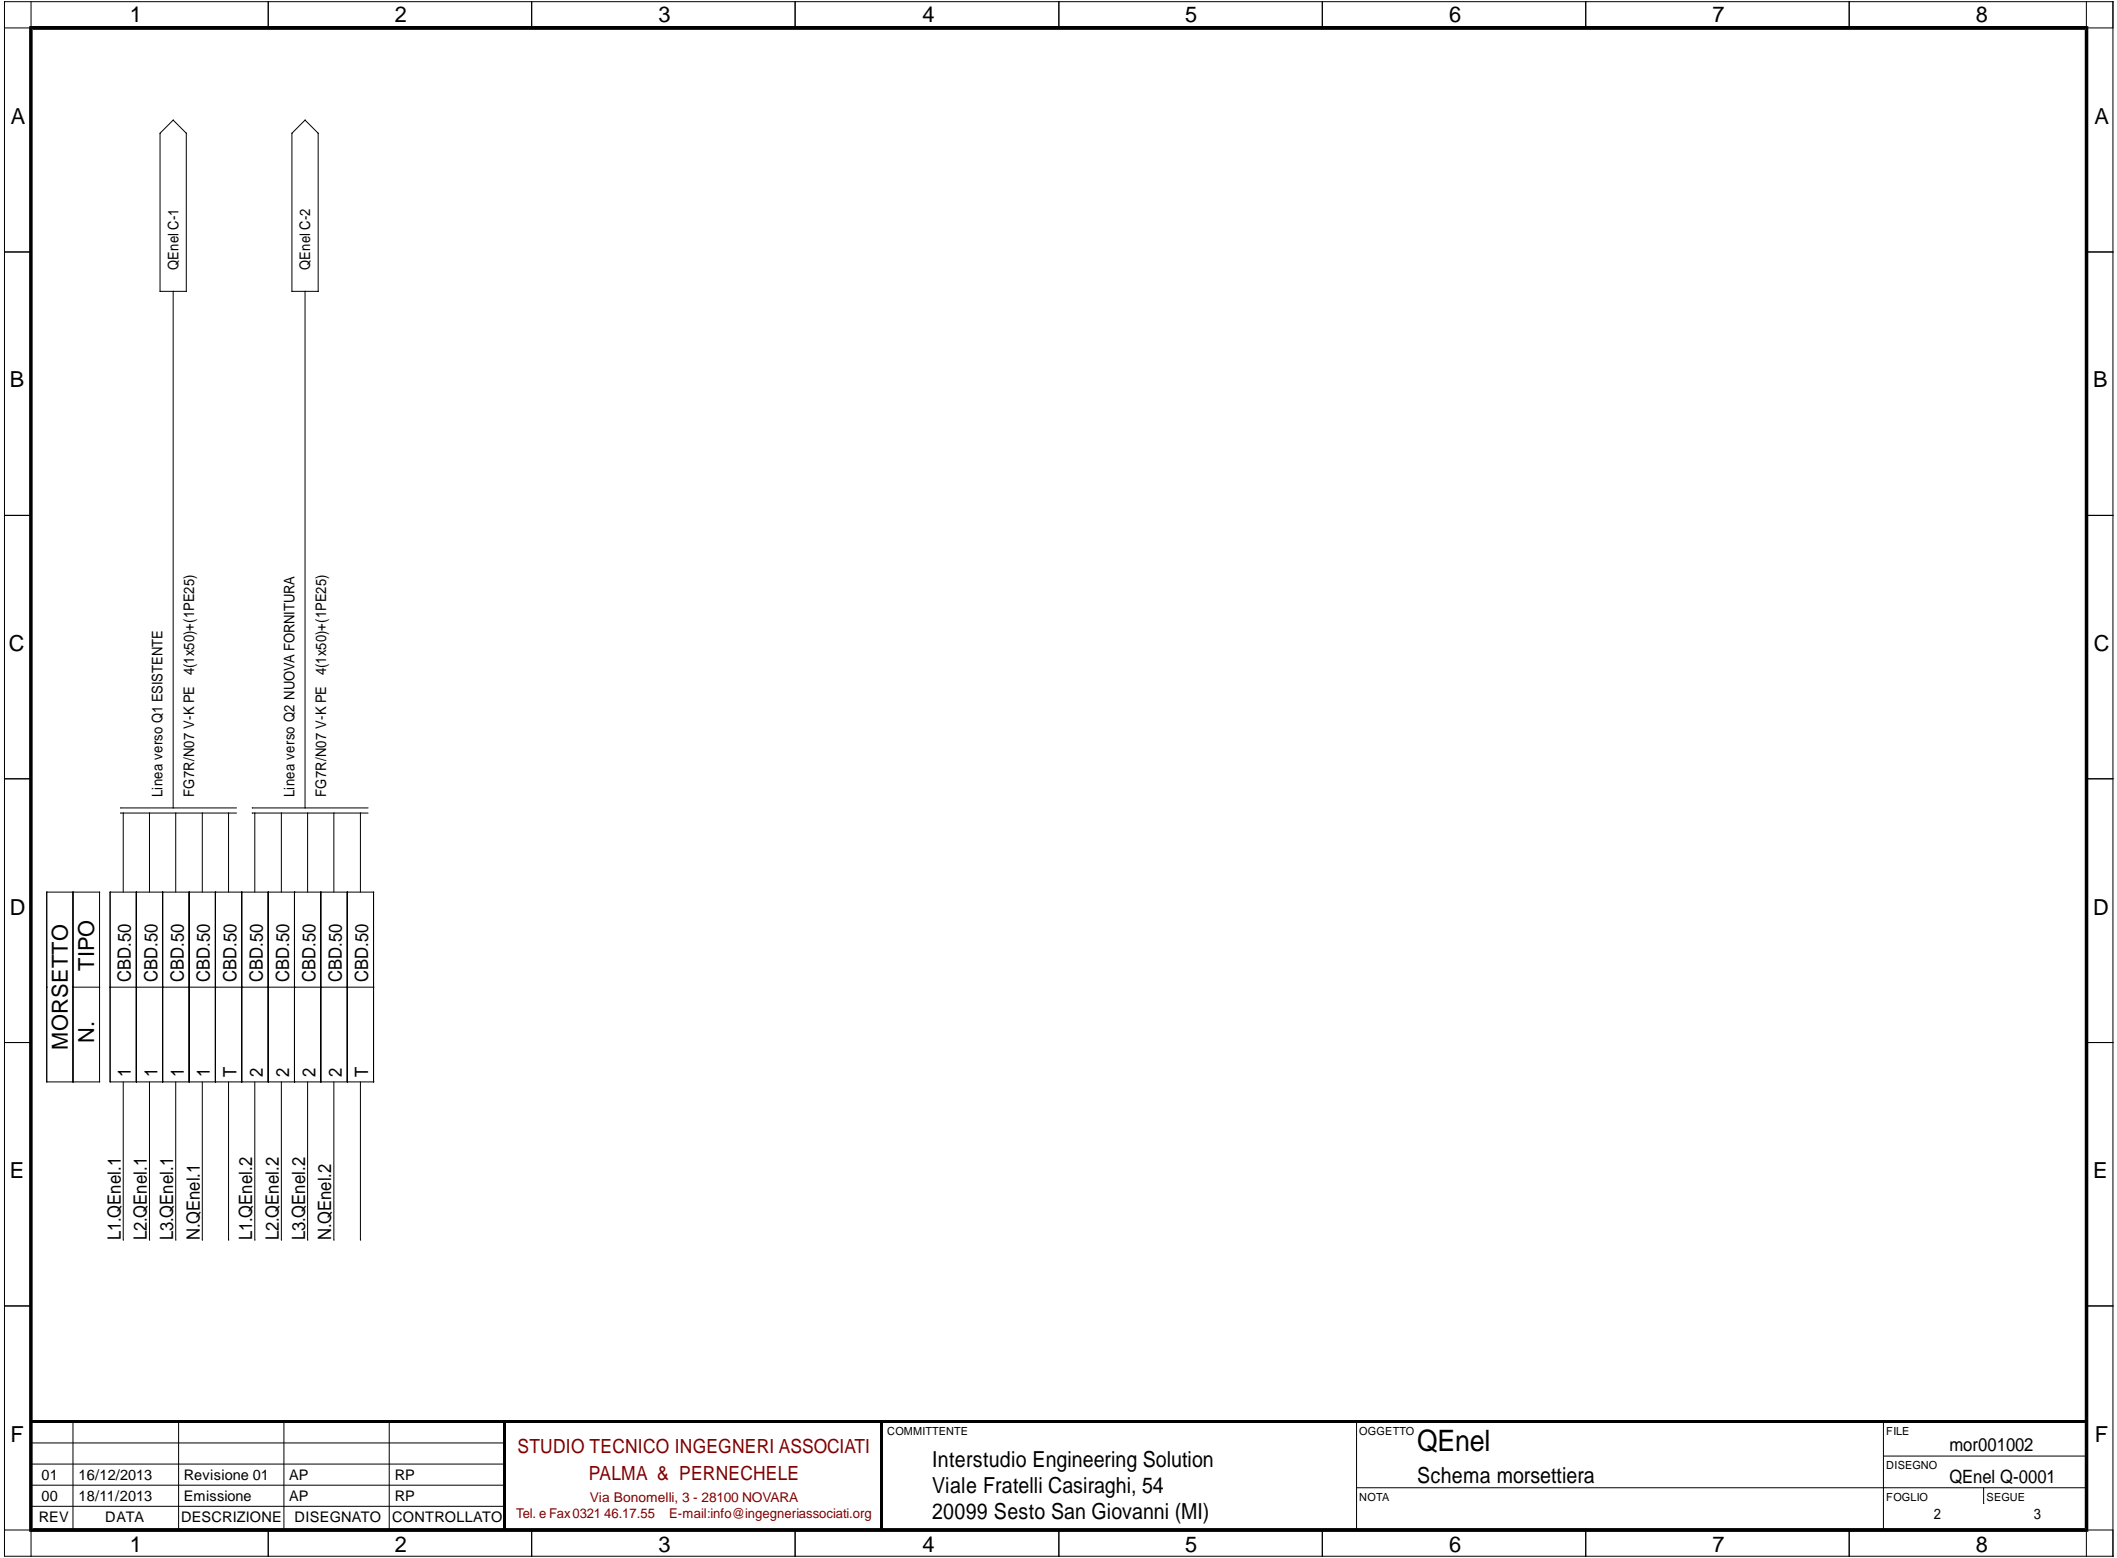 1 2 3 4 5 6 7 8
A A
B B
C C
D D
E E
F F
QEnel C-1
QEnel C-2
Linea verso Q1 ESISTENTE
FG7R/N07 V-K PE 4(1x50)+(1PE25)
Linea verso Q2 NUOVA FORNITURA
FG7R/N07 V-K PE 4(1x50)+(1PE25)
MORSETTO
N. TIPO
1 CBD.50
1 CBD.50
1 CBD.50
1 CBD.50
T CBD.50
2 CBD.50
2 CBD.50
2 CBD.50
2 CBD.50
T CBD.50
L1.QEnel.1
L2.QEnel.1
L3.QEnel.1
N.QEnel.1
L1.QEnel.2
L2.QEnel.2
L3.QEnel.2
N.QEnel.2
01 16/12/2013 Revisione 01 AP RP
00 18/11/2013 Emissione AP RP
REV DATA DESCRIZIONE DISEGNATO CONTROLLATO
STUDIO TECNICO INGEGNERI ASSOCIATI
PALMA & PERNECHELE
Via Bonomelli, 3 - 28100 NOVARA
Tel. e Fax 0321 46.17.55 E-mail:info@ingegneriassociati.org
COMMITTENTE
Interstudio Engineering Solution
Viale Fratelli Casiraghi, 54
20099 Sesto San Giovanni (MI)
OGGETTO QEnel
Schema morsettiera
NOTA
FILE
mor001002
DISEGNO
QEnel Q-0001
FOGLIO SEGUE
2 3
1 2 3 4 5 6 7 8